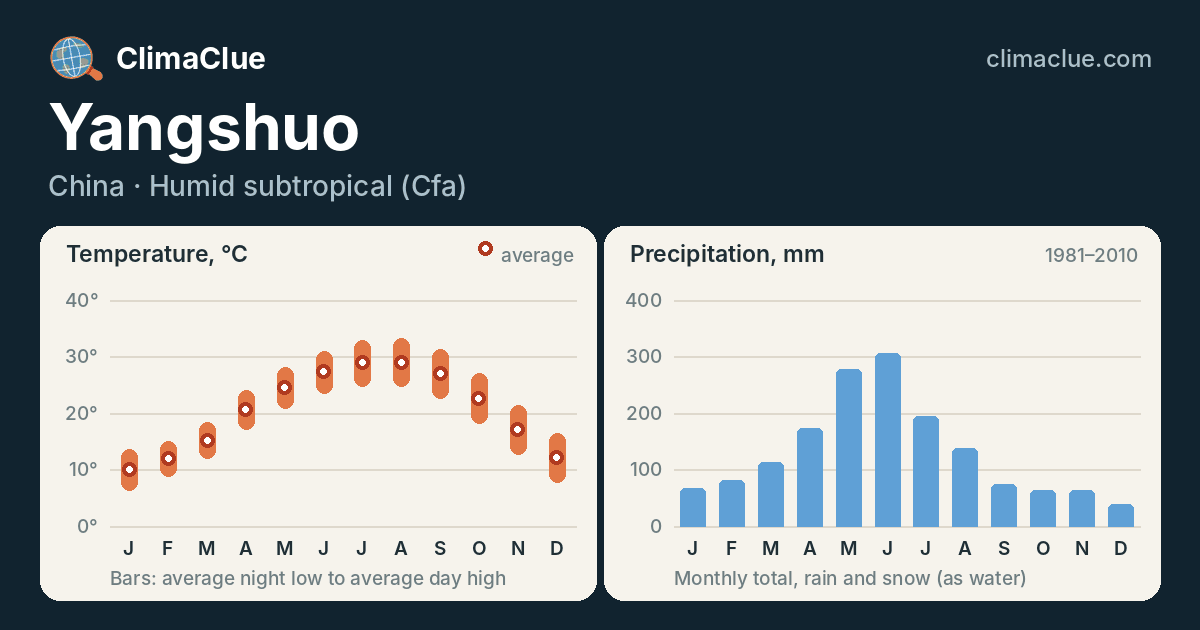 ClimaClue
climaclue.com
Yangshuo
China · Humid subtropical (Cfa)
Temperature, °C
average
40°
30°
20°
10°
0°
J F M A M J J A S O N D
Bars: average night low to average day high
Precipitation, mm
1981–2010
400
300
200
100
0
J F M A M J J A S O N D
Monthly total, rain and snow (as water)